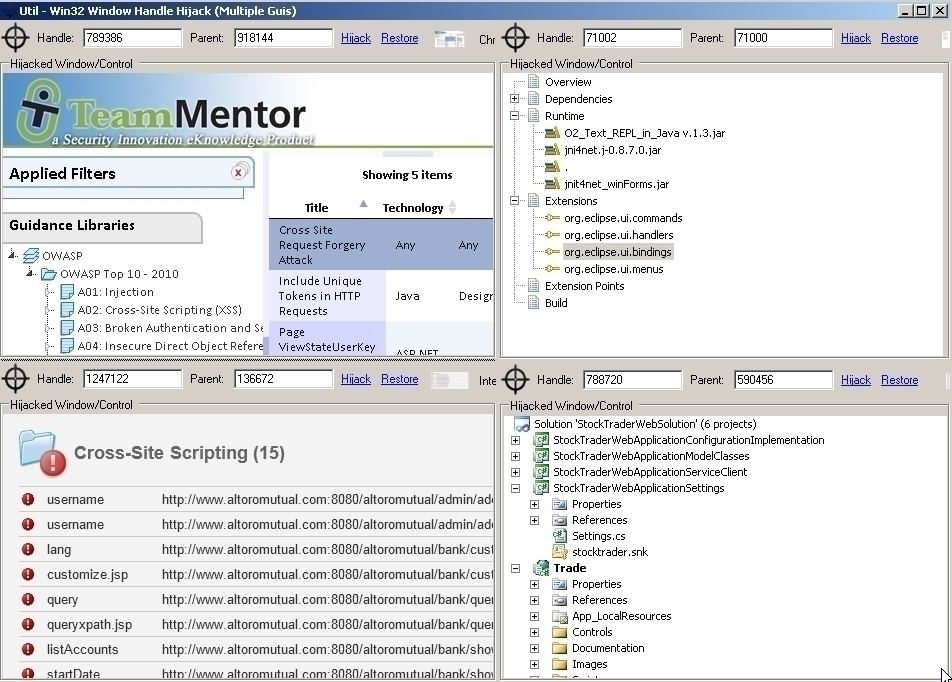 Util - Win32 Window Handle Hijack (Multiple Guis)
Handle: 789386 Parent: 918144 Hijack Restore Chr
Hijacked Window/Control
TeamMentor
a Security Innovation eKnowledge Product
Applied Filters
Guidance Libraries
OWASP
OWASP Top 10 - 2010
A01: Injection
A02: Cross-Site Scripting (XSS)
A03: Broken Authentication and Se
A04: Insecure Direct Object Refere
Showing 5 items
Title Technology
Cross Site
Request Forgery
Attack
Any Any
Include Unique
Tokens in HTTP
Requests
Java Design
Page
ViewStateUserKey
ASP.NET
Handle: 71002 Parent: 71000 Hijack Restore
Hijacked Window/Control
Overview
Dependencies
Runtime
O2_Text_REPL_in_Java v.1.3.jar
jni4net.j-0.8.7.0.jar
.
jnit4net_winForms.jar
Extensions
org.eclipse.ui.commands
org.eclipse.ui.handlers
org.eclipse.ui.bindings
org.eclipse.ui.menus
Extension Points
Build
Handle: 1247122 Parent: 136672 Hijack Restore Inte
Hijacked Window/Control
Cross-Site Scripting (15)
username http://www.altoromutual.com:8080/altoromutual/admin/ad
username http://www.altoromutual.com:8080/altoromutual/admin/ad
lang http://www.altoromutual.com:8080/altoromutual/bank/cust
customize.jsp http://www.altoromutual.com:8080/altoromutual/bank/cust
query http://www.altoromutual.com:8080/altoromutual/bank/que
queryxpath.jsp http://www.altoromutual.com:8080/altoromutual/bank/que
listAccounts http://www.altoromutual.com:8080/altoromutual/bank/sho
startDate http://www.altoromutual.com:8080/altoromutual/bank/sho
Handle: 788720 Parent: 590456 Hijack Restore
Hijacked Window/Control
Solution 'StockTraderWebSolution' (6 projects)
StockTraderWebApplicationConfigurationImplementation
StockTraderWebApplicationModelClasses
StockTraderWebApplicationServiceClient
StockTraderWebApplicationSettings
Properties
References
Settings.cs
stocktrader.snk
Trade
Properties
References
App_LocalResources
Controls
Documentation
Images